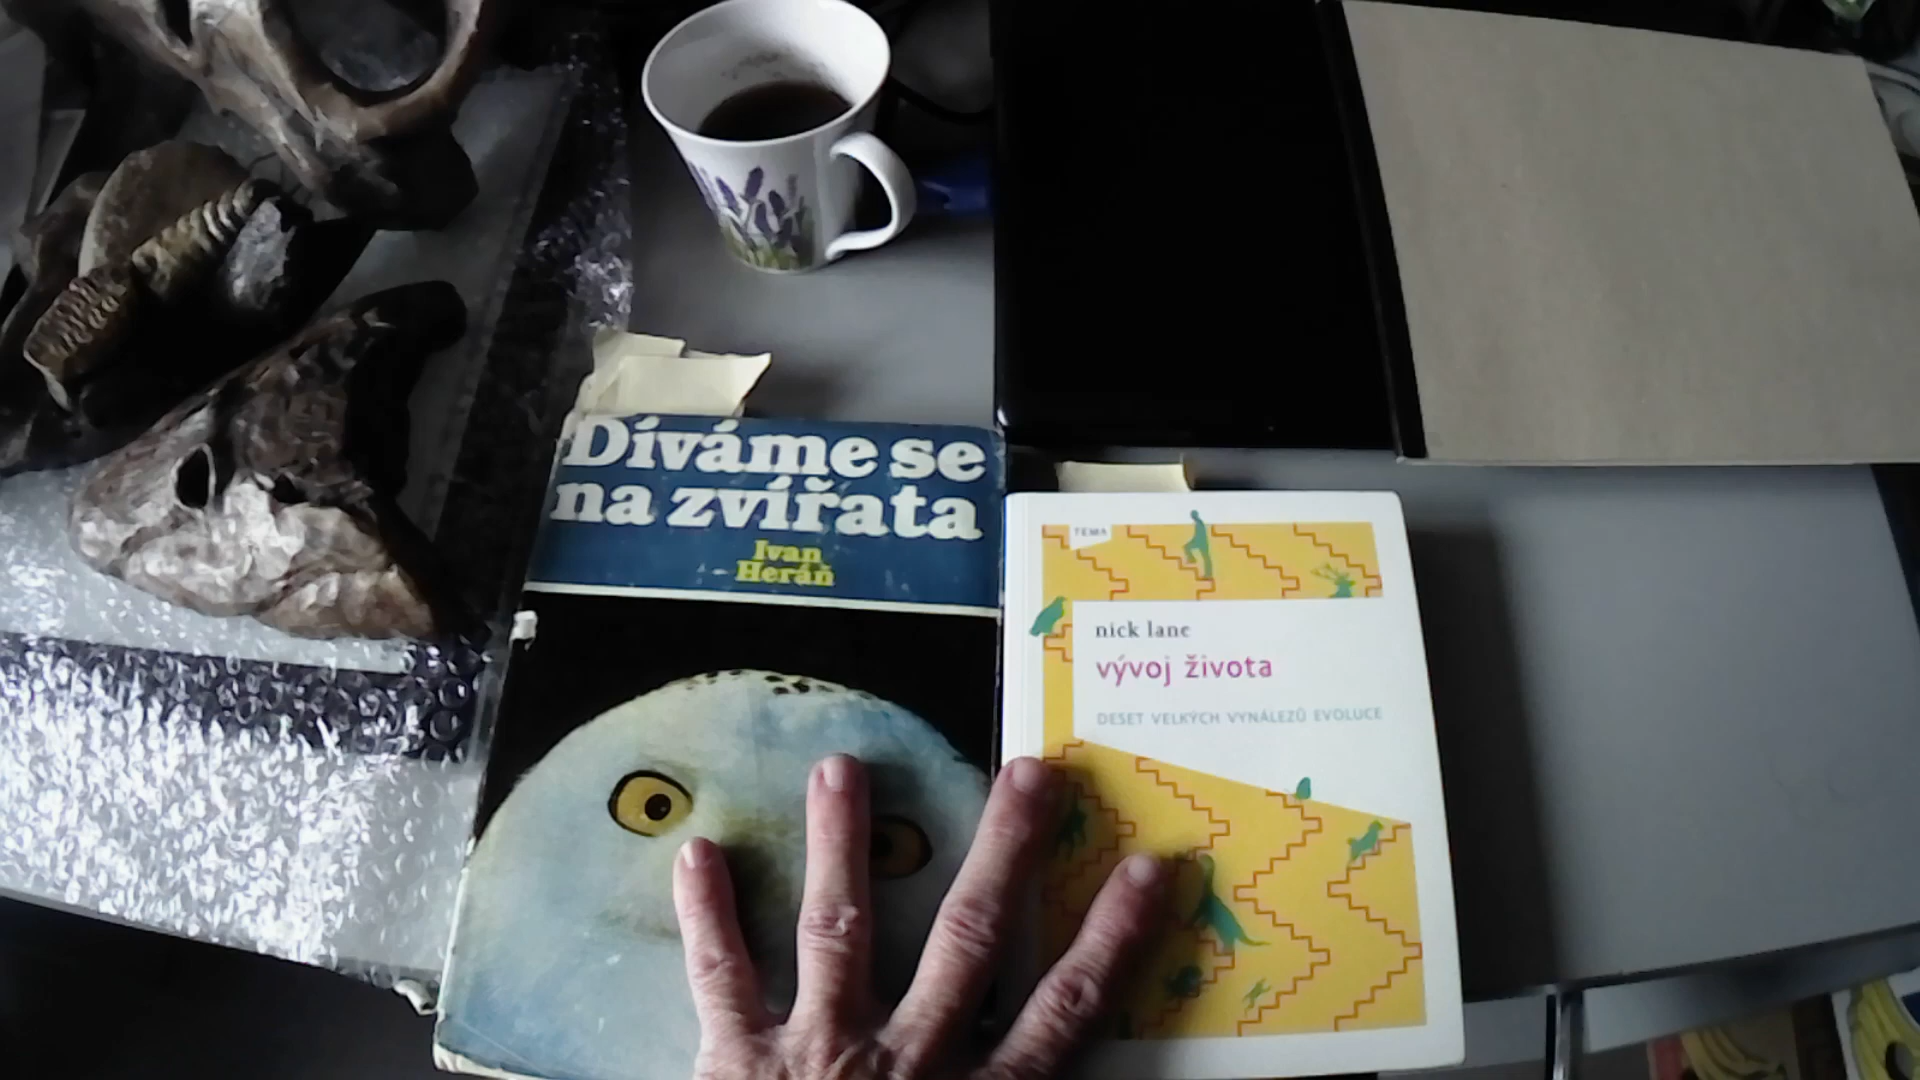 Díváme se
na zvířata
Ivan
Heráň
TEMA
nick lane
vývoj života
DESET VELKÝCH VYNÁLEZŮ EVOLUCE